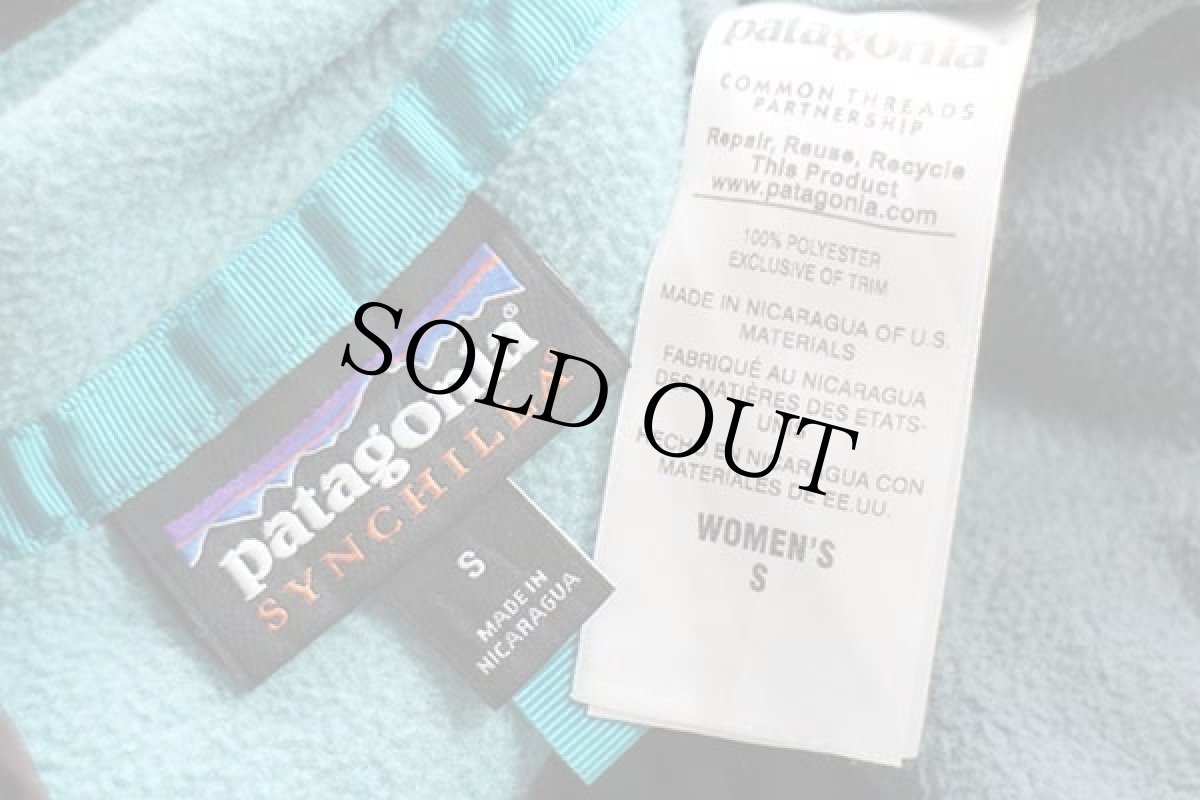 patagonia®
SYNCHILLA®
S
MADE IN
NICARAGUA
patagonia®
COMMON THREADS
PARTNERSHIP
Repair, Reuse, Recycle
This Product
www.patagonia.com
100% POLYESTER
EXCLUSIVE OF TRIM
MADE IN NICARAGUA OF U.S.
MATERIALS
FABRIQUÉ AU NICARAGUA
DES MATIÈRES DES ETATS-
UNIS
HECHO EN NICARAGUA CON
MATERIALES DE EE.UU.
WOMEN'S
S
SOLD OUT